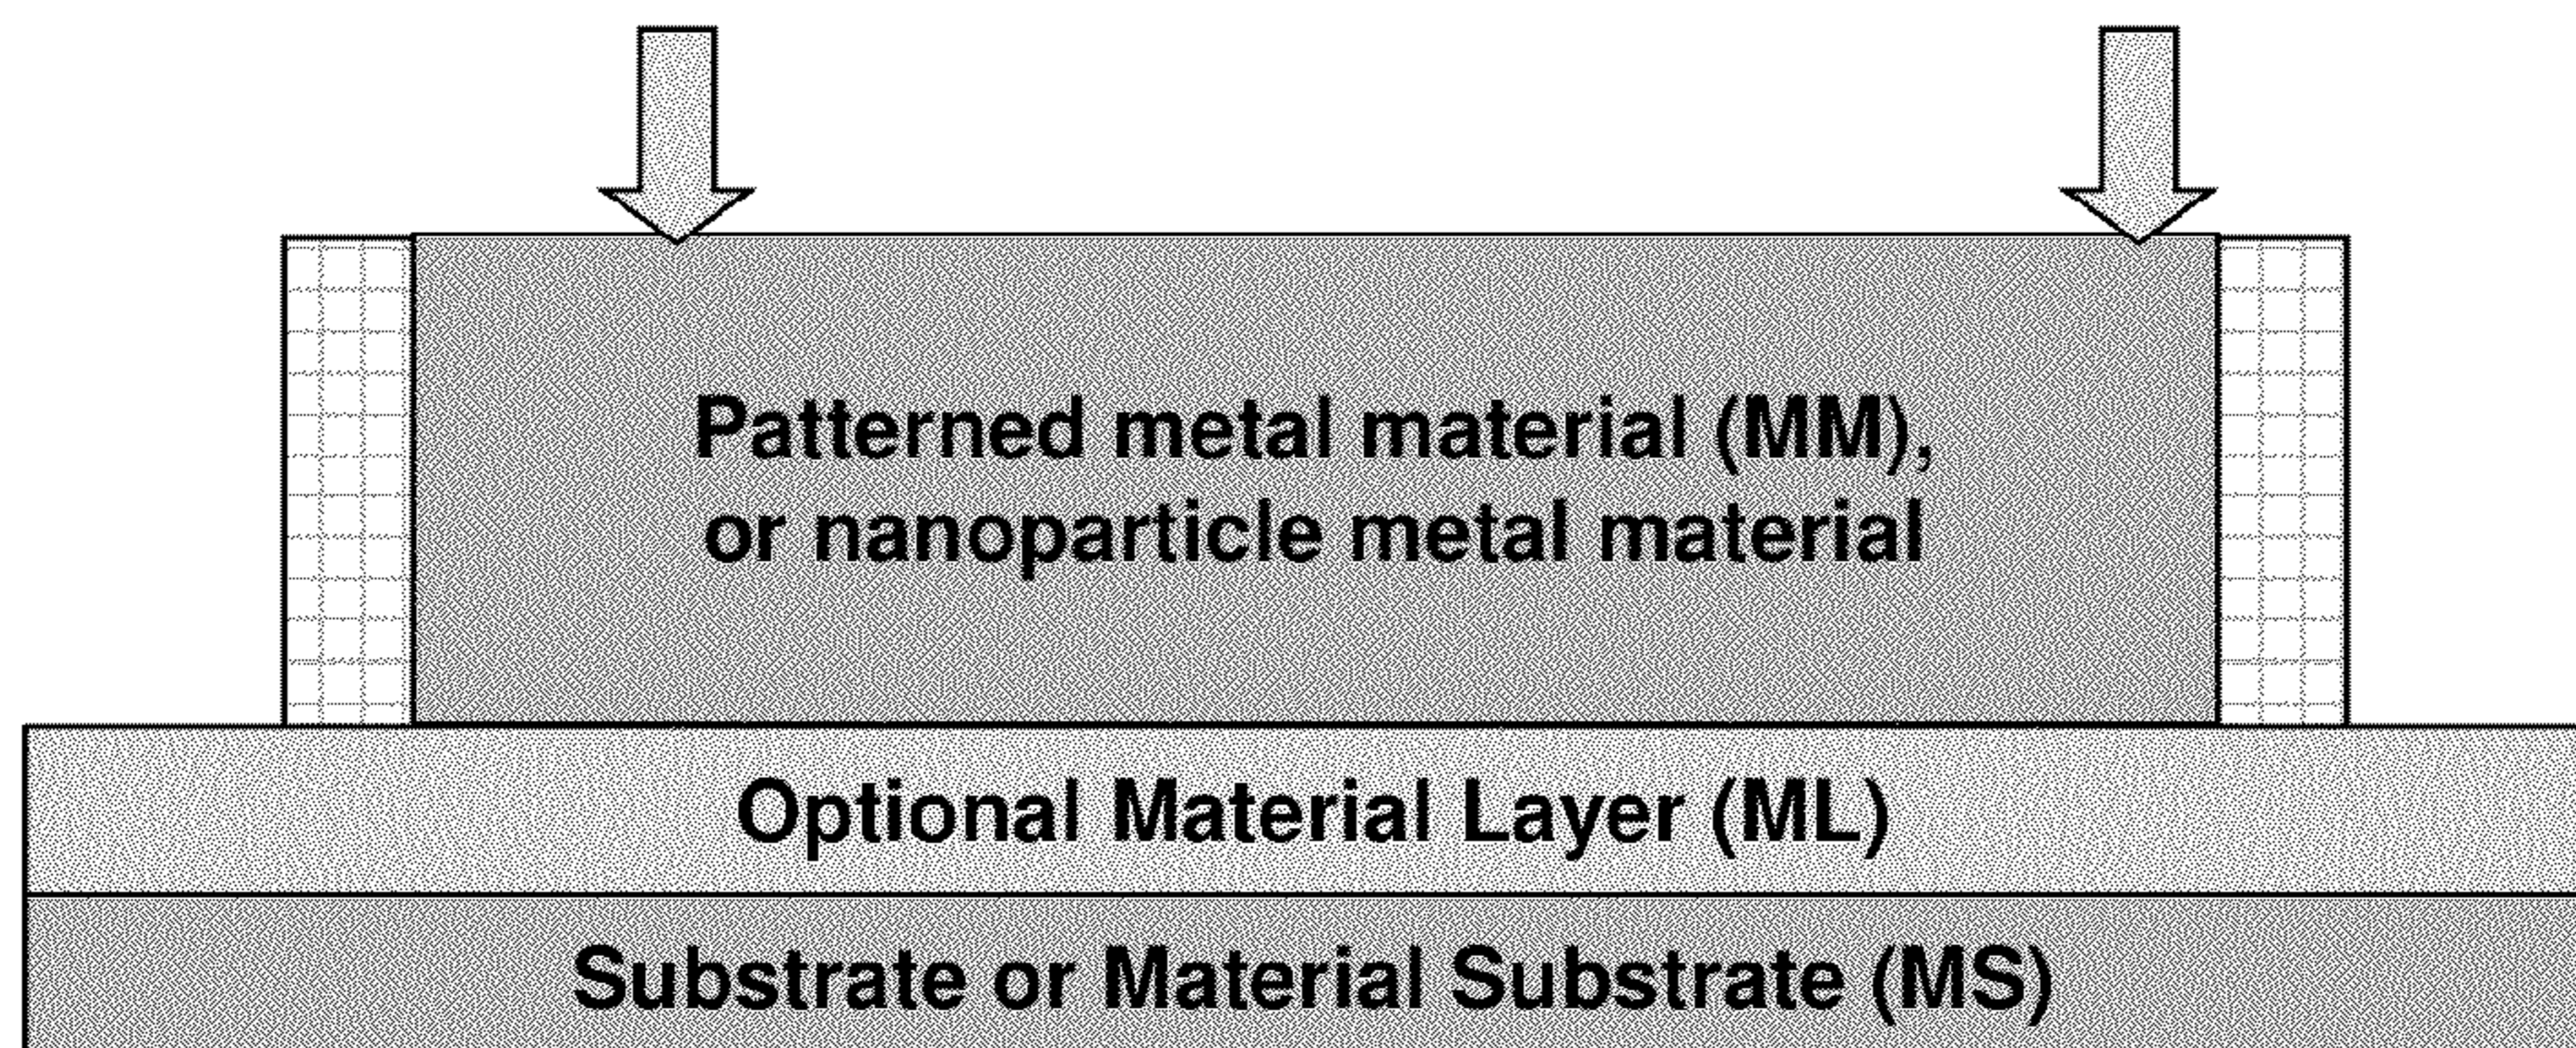 Patterned metal material (MM),
or nanoparticle metal material
Optional Material Layer (ML)
Substrate or Material Substrate (MS)